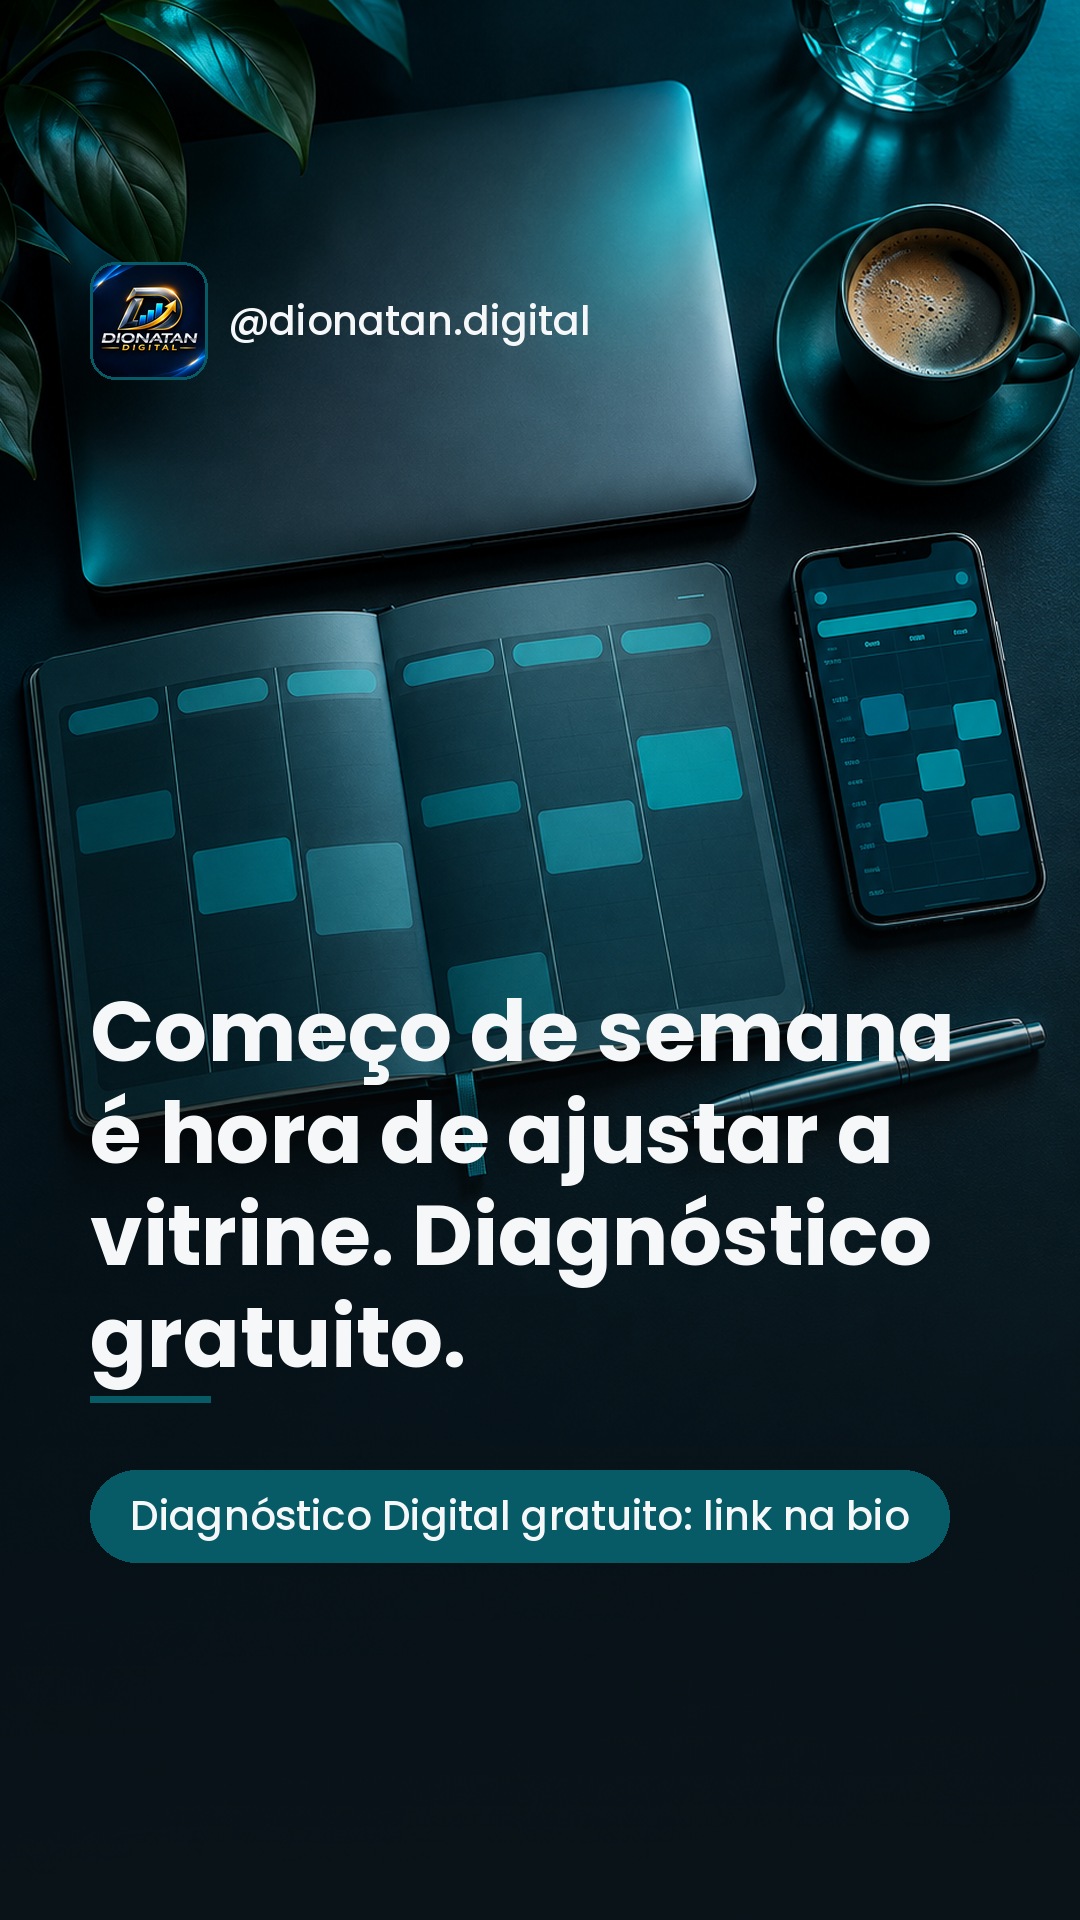 DIONATAN
DIGITAL
@dionatan.digital
Começo de semana
é hora de ajustar a
vitrine. Diagnóstico
gratuito.
Diagnóstico Digital gratuito: link na bio